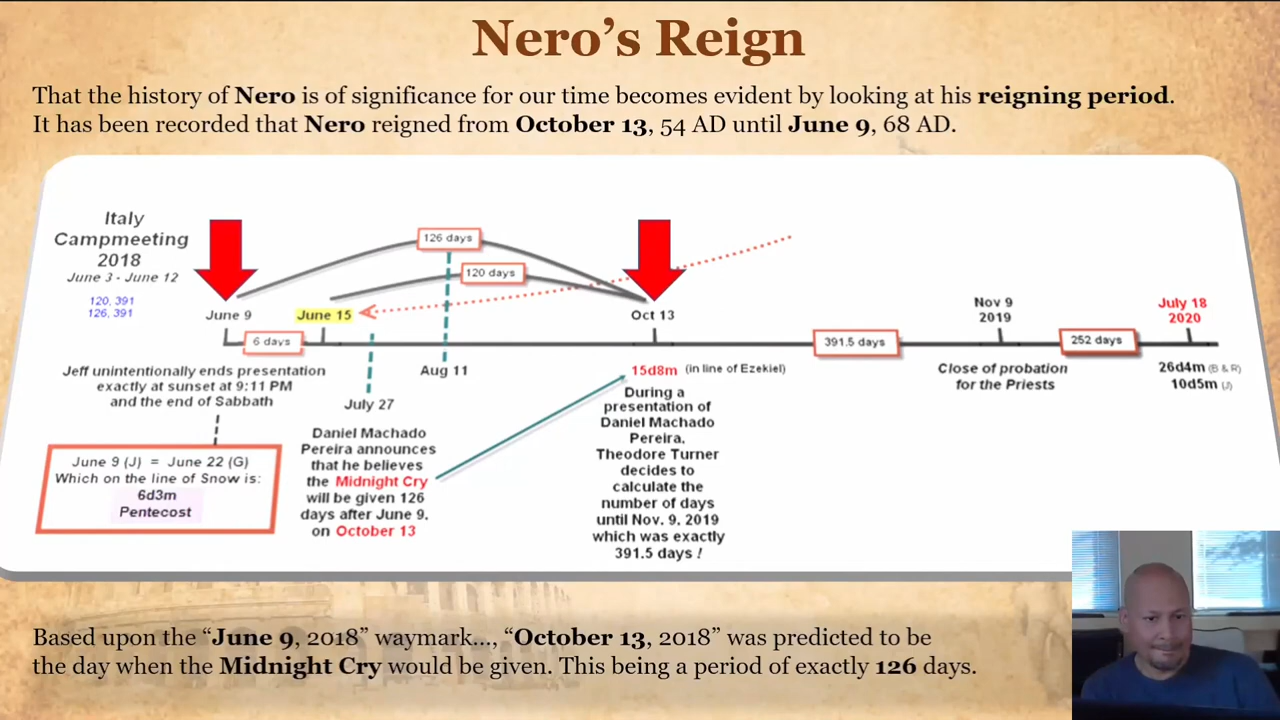 Nero's Reign
That the history of Nero is of significance for our time becomes evident by looking at his reigning period.
It has been recorded that Nero reigned from October 13, 54 AD until June 9, 68 AD.
Italy
Campmeeting
2018
June 3 - June 12
120, 391
126, 391
126 days
120 days
June 9
June 15
Oct 13
Nov 9
2019
July 18
2020
6 days
391.5 days
252 days
Jeff unintentionally ends presentation
exactly at sunset at 9:11 PM
and the end of Sabbath
Aug 11
15d8m (in line of Ezekiel)
Close of probation
for the Priests
26d4m (B & R)
10d5m (J)
July 27
June 9 (J) = June 22 (G)
Which on the line of Snow is:
6d3m
Pentecost
Daniel Machado
Pereira announces
that he believes
the Midnight Cry
will be given 126
days after June 9.
on October 13
During a
presentation of
Daniel Machado
Pereira.
Theodore Turner
decides to
calculate the
number of days
until Nov. 9, 2019
which was exactly
391.5 days !
Based upon the “June 9, 2018” waymark..., “October 13, 2018” was predicted to be
the day when the Midnight Cry would be given. This being a period of exactly 126 days.